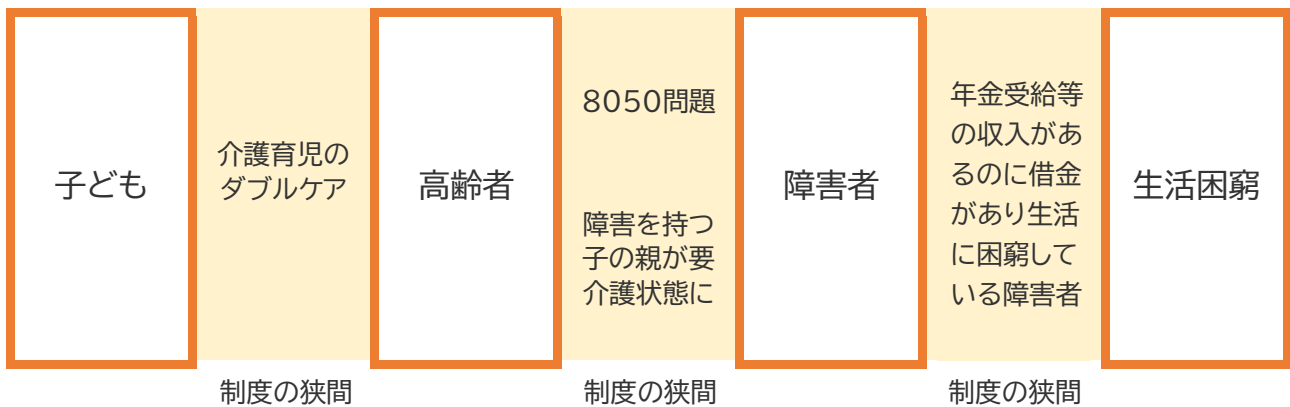 子ども
介護育児の
ダブルケア
高齢者
8050問題
障害を持つ
子の親が要
介護状態に
障害者
年金受給等
の収入があ
るのに借金
があり生活
に困窮して
いる障害者
生活困窮
制度の狭間
制度の狭間
制度の狭間